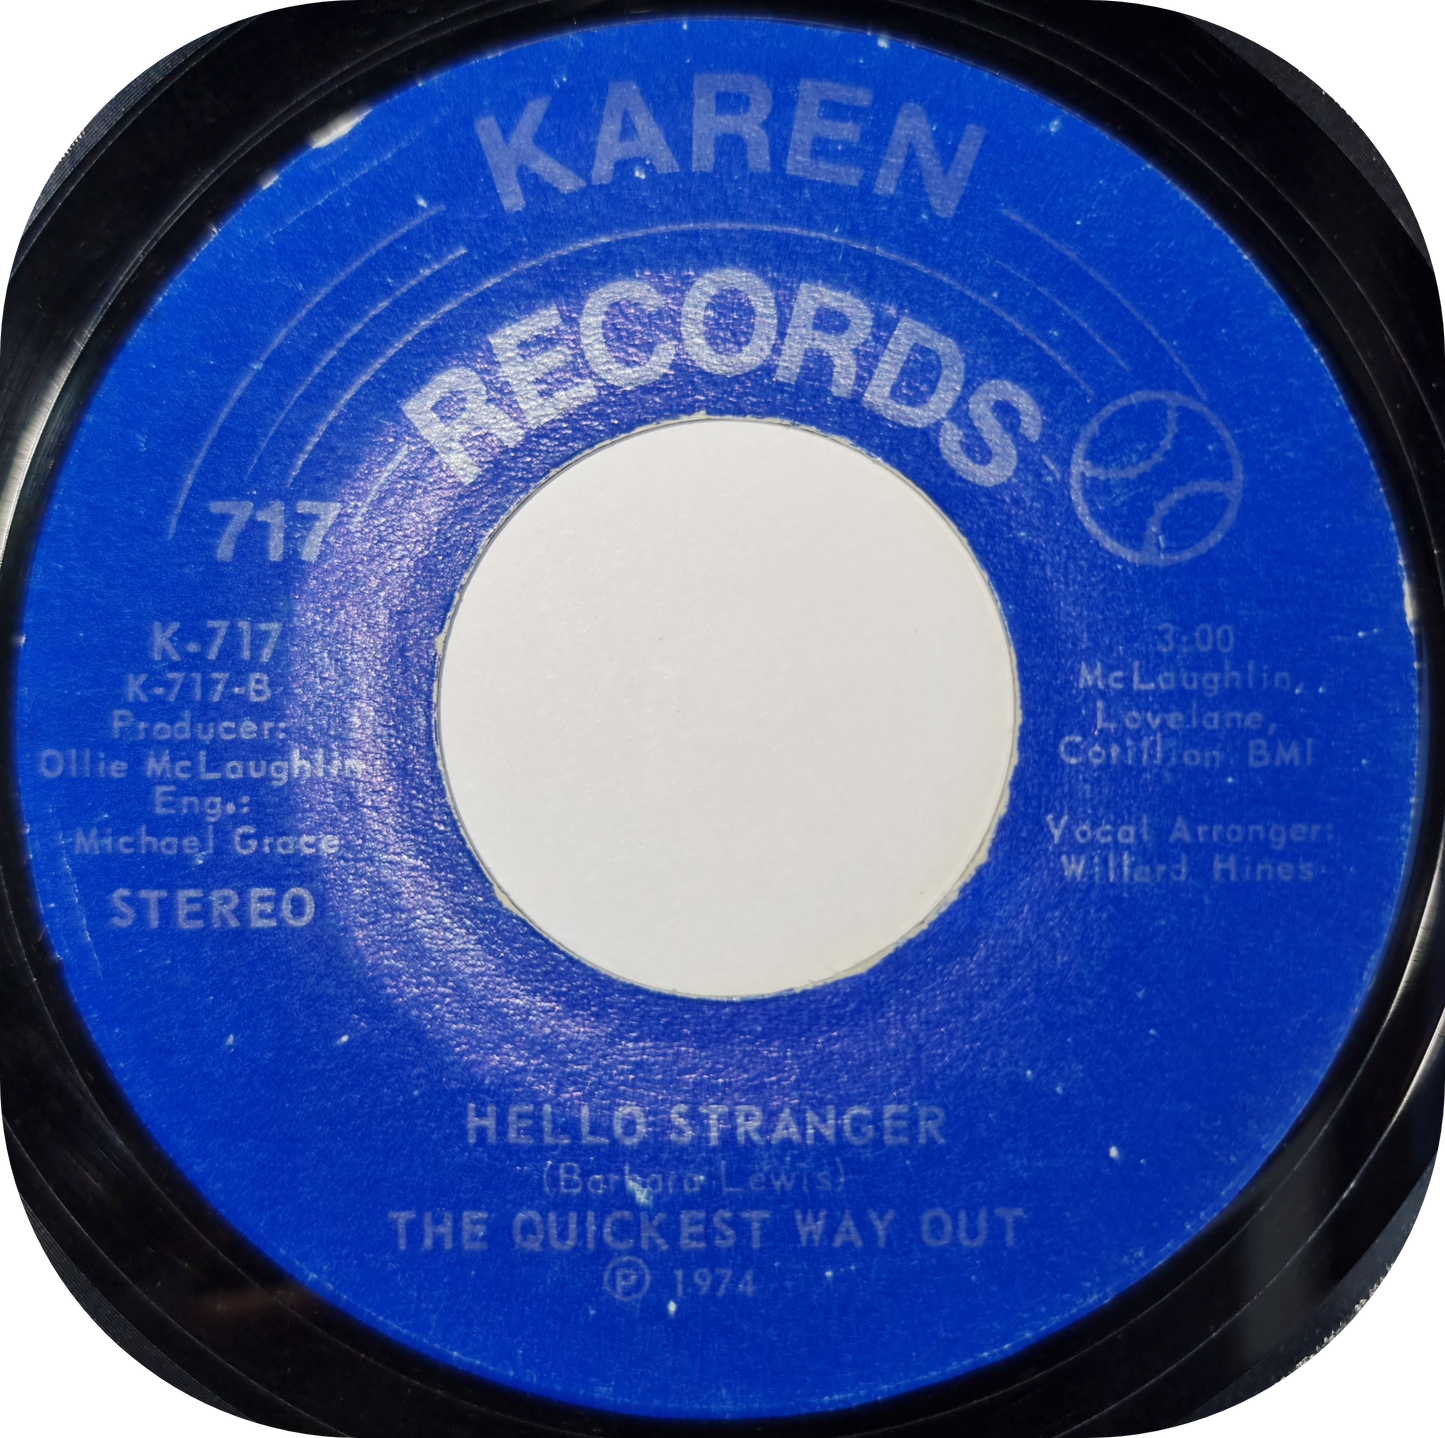 KAREN
RECORDS
717
K-717
K-717-B
Producer:
Ollie McLaughlin
Eng.:
Michael Grace
STEREO
3:00
McLaughlin,
Lovelane,
Cotillion BMI
Vocal Arranger:
Willard Hines
HELLO STRANGER
(Barbara Lewis)
THE QUICKEST WAY OUT
Ⓟ 1974